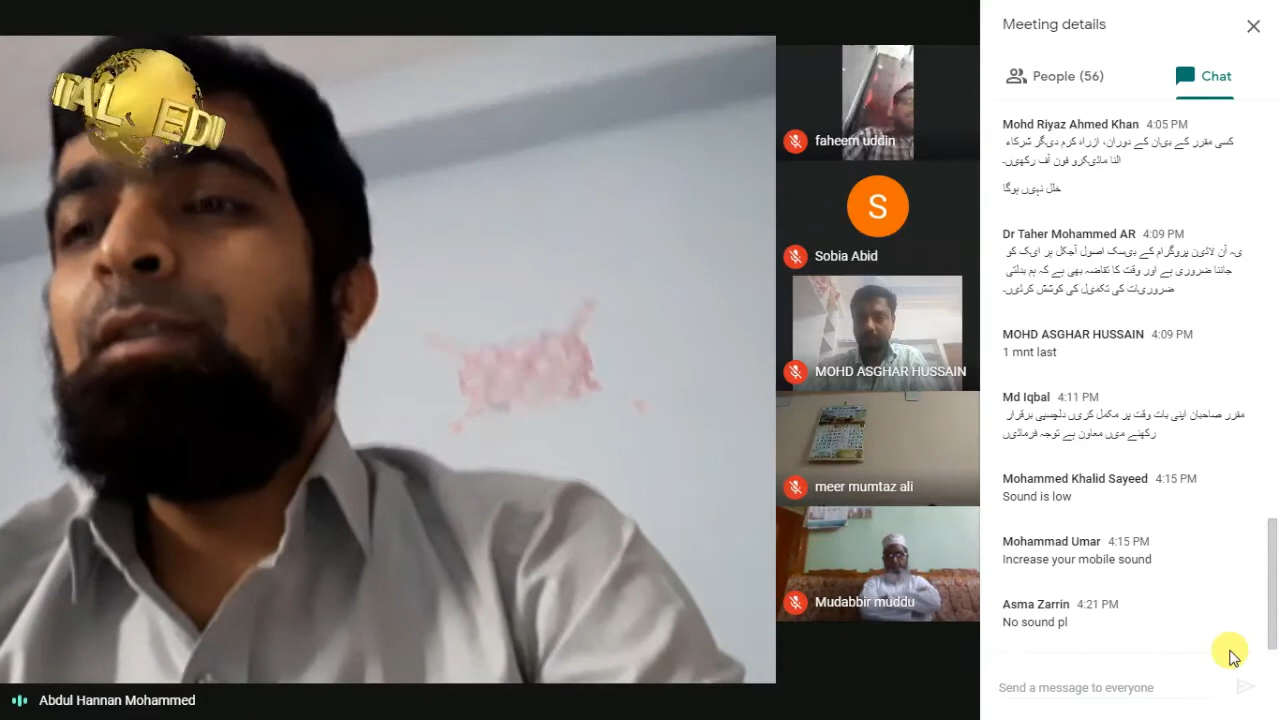 TAL EDI
Abdul Hannan Mohammed
faheem uddin
S
Sobia Abid
MOHD ASGHAR HUSSAIN
meer mumtaz ali
Mudabbir muddu
Meeting details
People (56)
Chat
Mohd Riyaz Ahmed Khan 4:05 PM
کسی مقرر کے بیان کے دوران، ازراہ کرم دیگر شرکاء
النا مائیکرو فون آف رکھیں۔
خلل نہیں ہوگا
Dr Taher Mohammed AR 4:09 PM
یہ آن لائین پروگرام کے بیسک اصول آجکل ہر ایک کو
جاننا ضروری ہے اور وقت کا تقاضہ بھی ہے کہ ہم بدلتی
ضروریات کی تکمیل کی کوشش کرئیں۔
MOHD ASGHAR HUSSAIN 4:09 PM
1 mnt last
Md Iqbal 4:11 PM
مقرر صاحبان اپنی بات وقت پر مکمل کریں دلچسپی برقرار
رکھنے میں معاون ہے توجہ فرمائیں
Mohammed Khalid Sayeed 4:15 PM
Sound is low
Mohammad Umar 4:15 PM
Increase your mobile sound
Asma Zarrin 4:21 PM
No sound pl
Send a message to everyone